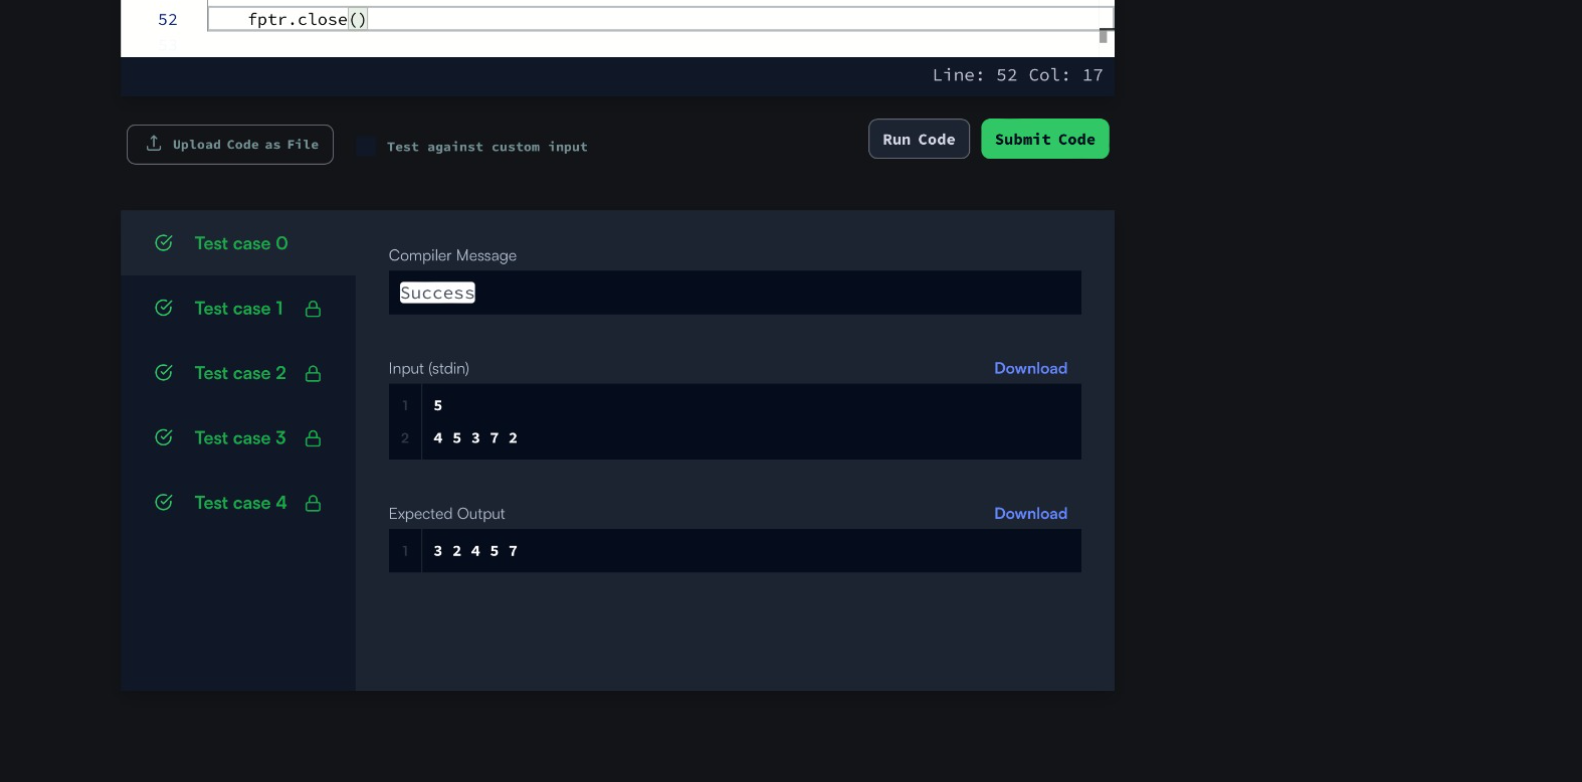 52 fptr.close()
Line: 52 Col: 17
Upload Code as File
Test against custom input
Run Code
Submit Code
Test case 0
Test case 1
Test case 2
Test case 3
Test case 4
Compiler Message
Success
Input (stdin)
Download
1 5
2 4 5 3 7 2
Expected Output
Download
1 3 2 4 5 7